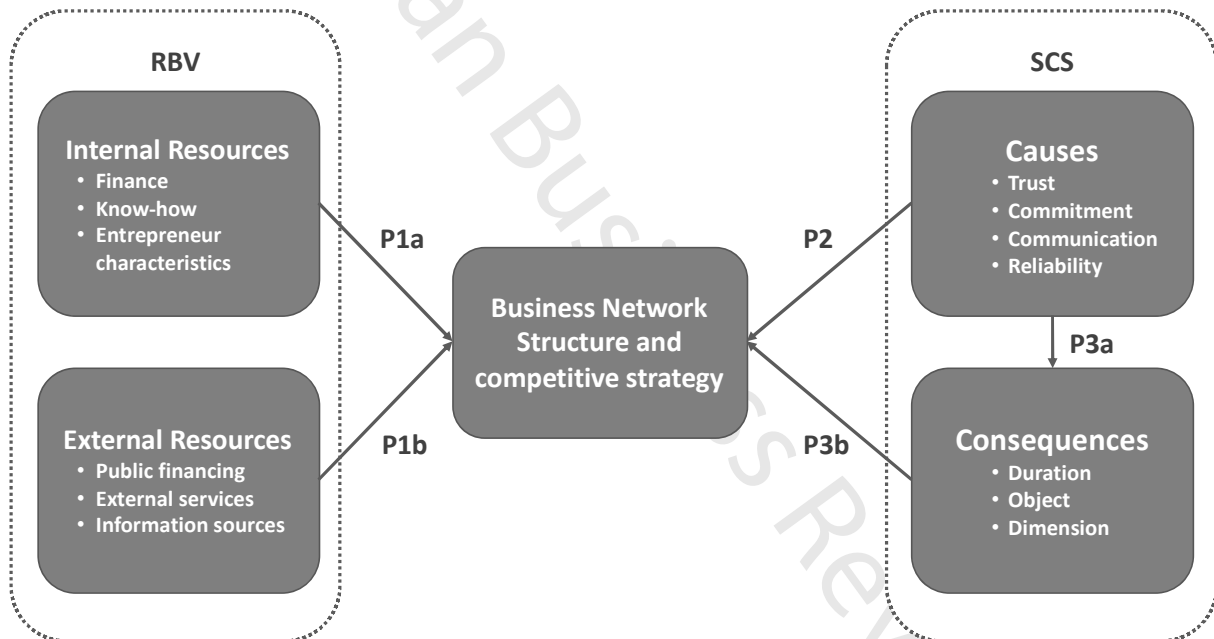 RBV
Internal Resources
• Finance
• Know-how
• Entrepreneur
characteristics
External Resources
• Public financing
• External services
• Information sources
P1a
P1b
Business Network
Structure and
competitive strategy
P2
P3b
SCS
Causes
• Trust
• Commitment
• Communication
• Reliability
P3a
Consequences
• Duration
• Object
• Dimension